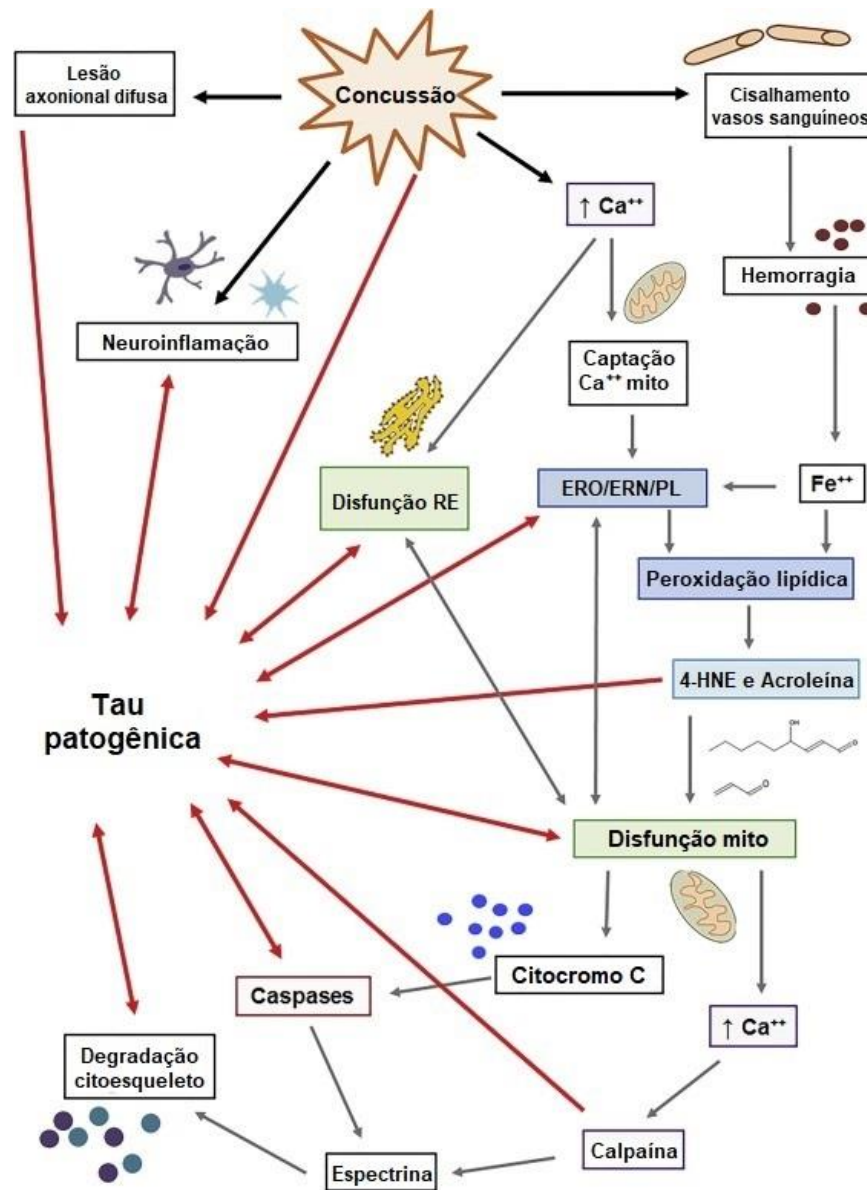 Lesão
axonional difusa
Concussão
Cisalhamento
vasos sanguíneos
↑ Ca⁺⁺
Hemorragia
Neuroinflamação
Captação
Ca⁺⁺ mito
Disfunção RE
ERO/ERN/PL
Fe⁺⁺
Peroxidação lipídica
4-HNE e Acroleína
Tau
patogênica
OH
O
O
Disfunção mito
Citocromo C
Caspases
↑ Ca⁺⁺
Degradação
citoesqueleto
Calpaína
Espectrina